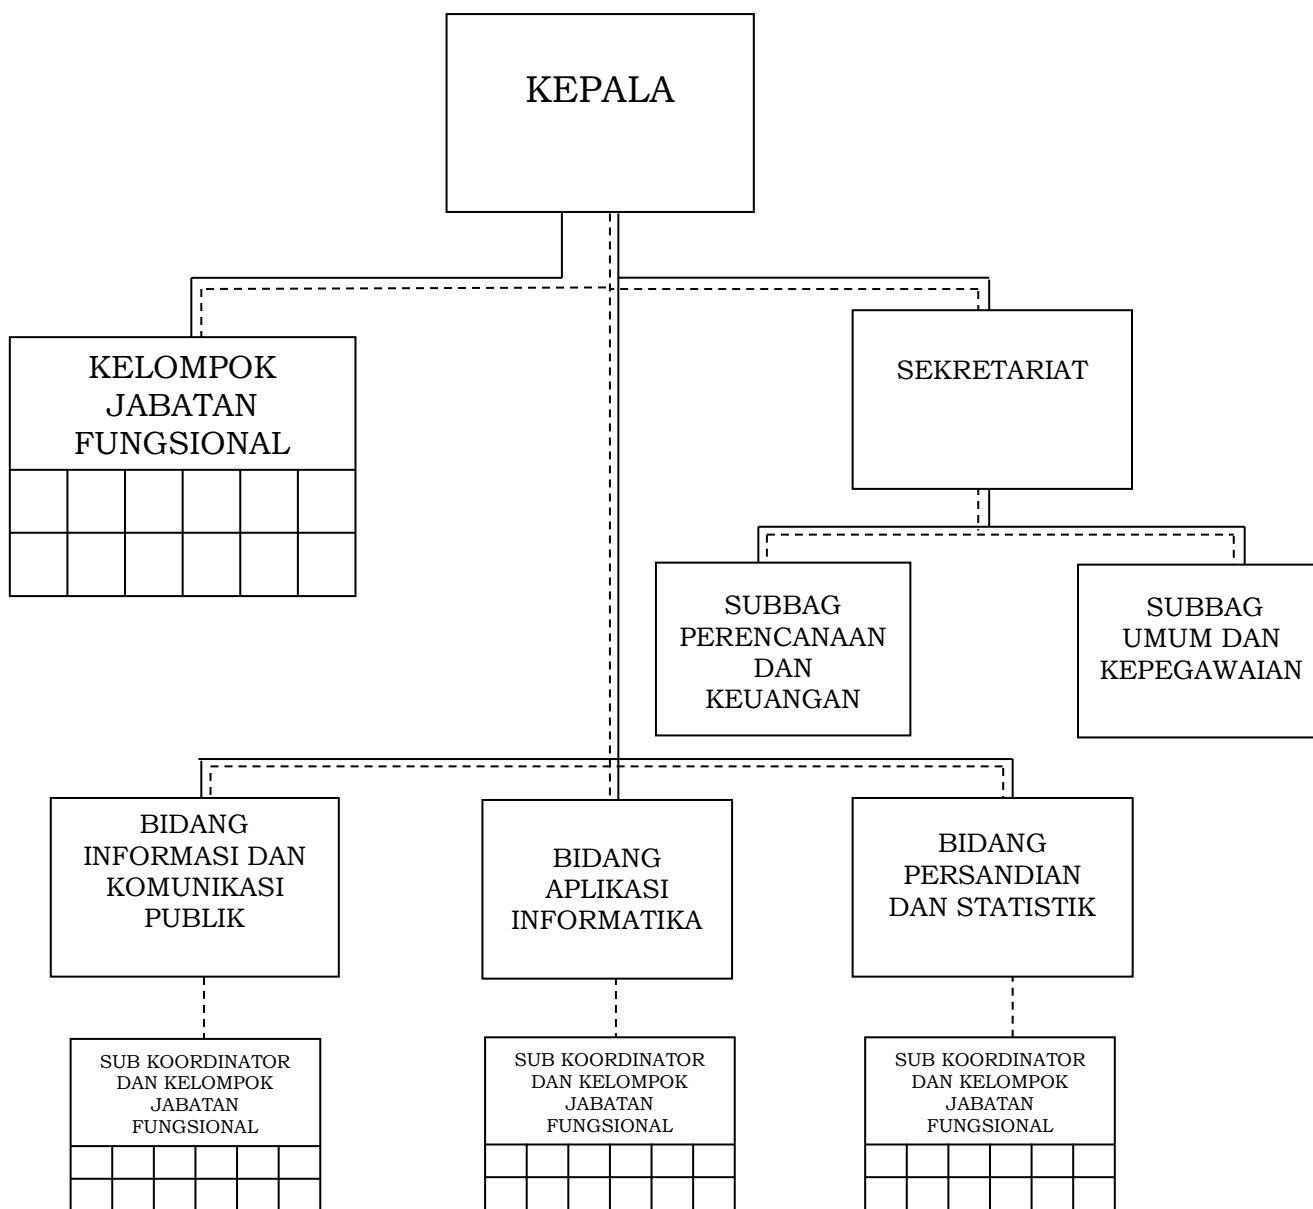 KEPALA
KELOMPOK
JABATAN
FUNGSIONAL
SEKRETARIAT
SUBBAG
PERENCANAAN
DAN
KEUANGAN
SUBBAG
UMUM DAN
KEPEGAWAIAN
BIDANG
INFORMASI DAN
KOMUNIKASI
PUBLIK
BIDANG
APLIKASI
INFORMATIKA
BIDANG
PERSANDIAN
DAN STATISTIK
SUB KOORDINATOR
DAN KELOMPOK
JABATAN
FUNGSIONAL
SUB KOORDINATOR
DAN KELOMPOK
JABATAN
FUNGSIONAL
SUB KOORDINATOR
DAN KELOMPOK
JABATAN
FUNGSIONAL